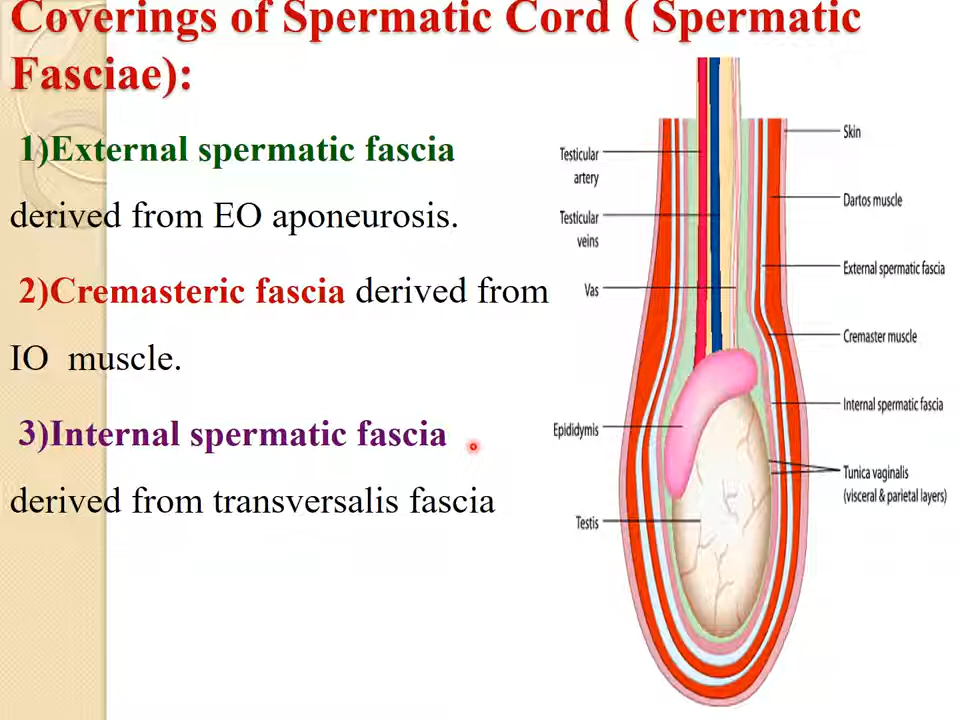 Coverings of Spermatic Cord ( Spermatic
Fasciae):
1)External spermatic fascia
derived from EO aponeurosis.
2)Cremasteric fascia derived from
IO muscle.
3)Internal spermatic fascia
derived from transversalis fascia
Testicular
artery
Testicular
veins
Vas
Epididymis
Testis
Skin
Dartos muscle
External spermatic fascia
Cremaster muscle
Internal spermatic fascia
Tunica vaginalis
(visceral & parietal layers)